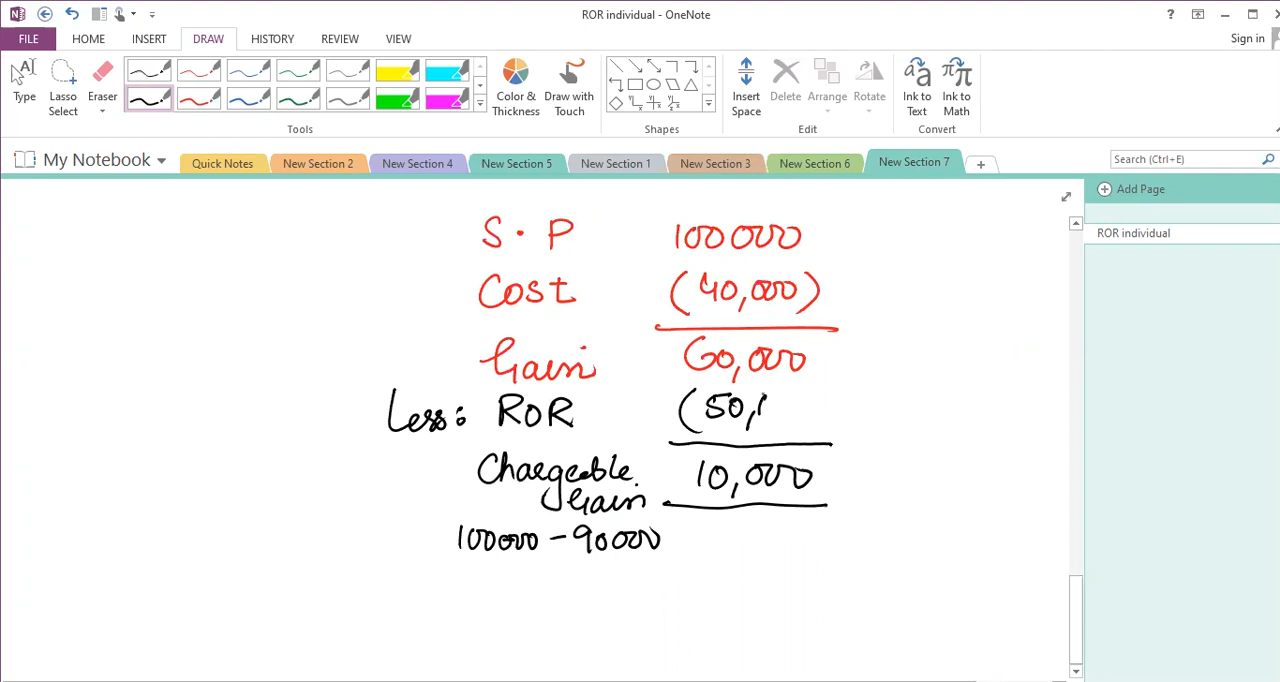 ROR individual - OneNote
?
Sign in
FILE HOME INSERT DRAW HISTORY REVIEW VIEW
Type
Lasso Select
Eraser
Color & Thickness
Draw with Touch
Insert Space
Delete
Arrange
Rotate
Ink to Text
Ink to Math
Tools
Shapes
Edit
Convert
My Notebook
Quick Notes
New Section 2
New Section 4
New Section 5
New Section 1
New Section 3
New Section 6
New Section 7
Search (Ctrl+E)
Add Page
ROR individual
S.P 100000
Cost (40,000)
Gain 60,000
Less: ROR (50,1
Chargeable
Gain 10,000
100000 - 90000